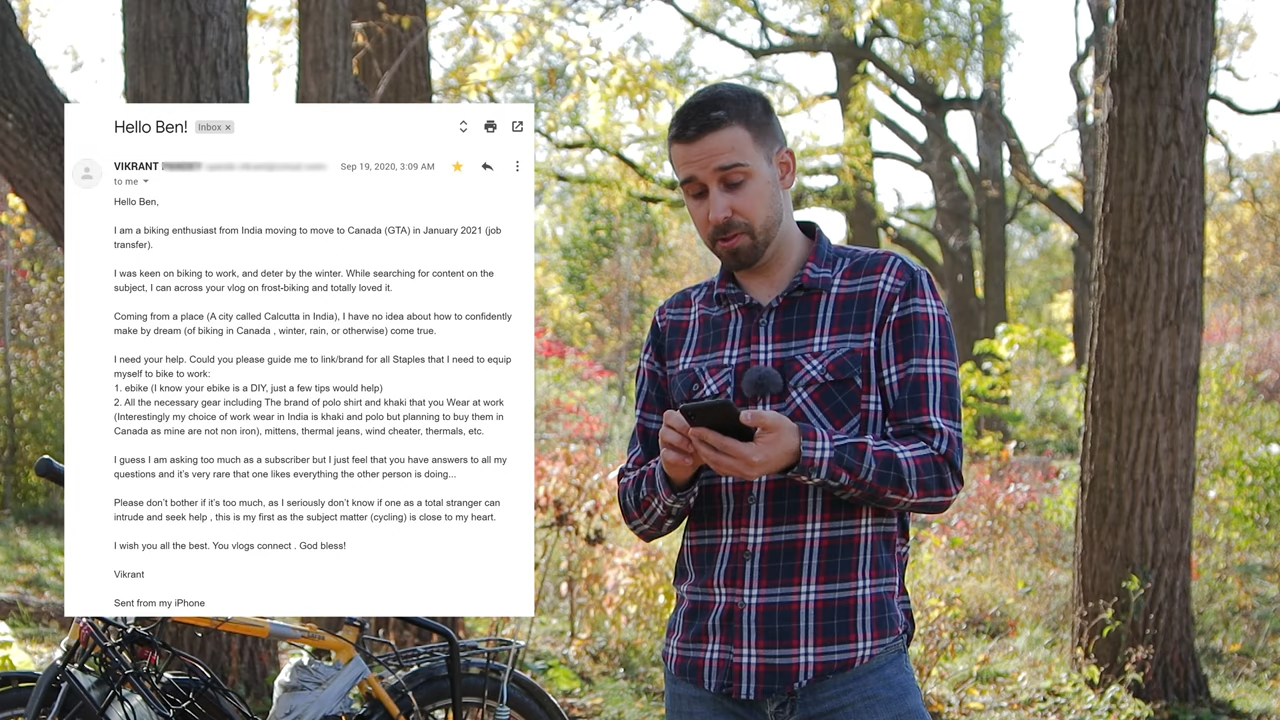 Hello Ben! Inbox ×
VIKRANT Sep 19, 2020, 3:09 AM
to me
Hello Ben,
I am a biking enthusiast from India moving to move to Canada (GTA) in January 2021 (job
transfer).
I was keen on biking to work, and deter by the winter. While searching for content on the
subject, I can across your vlog on frost-biking and totally loved it.
Coming from a place (A city called Calcutta in India), I have no idea about how to confidently
make by dream (of biking in Canada , winter, rain, or otherwise) come true.
I need your help. Could you please guide me to link/brand for all Staples that I need to equip
myself to bike to work:
1. ebike (I know your ebike is a DIY, just a few tips would help)
2. All the necessary gear including The brand of polo shirt and khaki that you Wear at work
(Interestingly my choice of work wear in India is khaki and polo but planning to buy them in
Canada as mine are not non iron), mittens, thermal jeans, wind cheater, thermals, etc.
I guess I am asking too much as a subscriber but I just feel that you have answers to all my
questions and it's very rare that one likes everything the other person is doing...
Please don't bother if it's too much, as I seriously don't know if one as a total stranger can
intrude and seek help , this is my first as the subject matter (cycling) is close to my heart.
I wish you all the best. You vlogs connect . God bless!
Vikrant
Sent from my iPhone